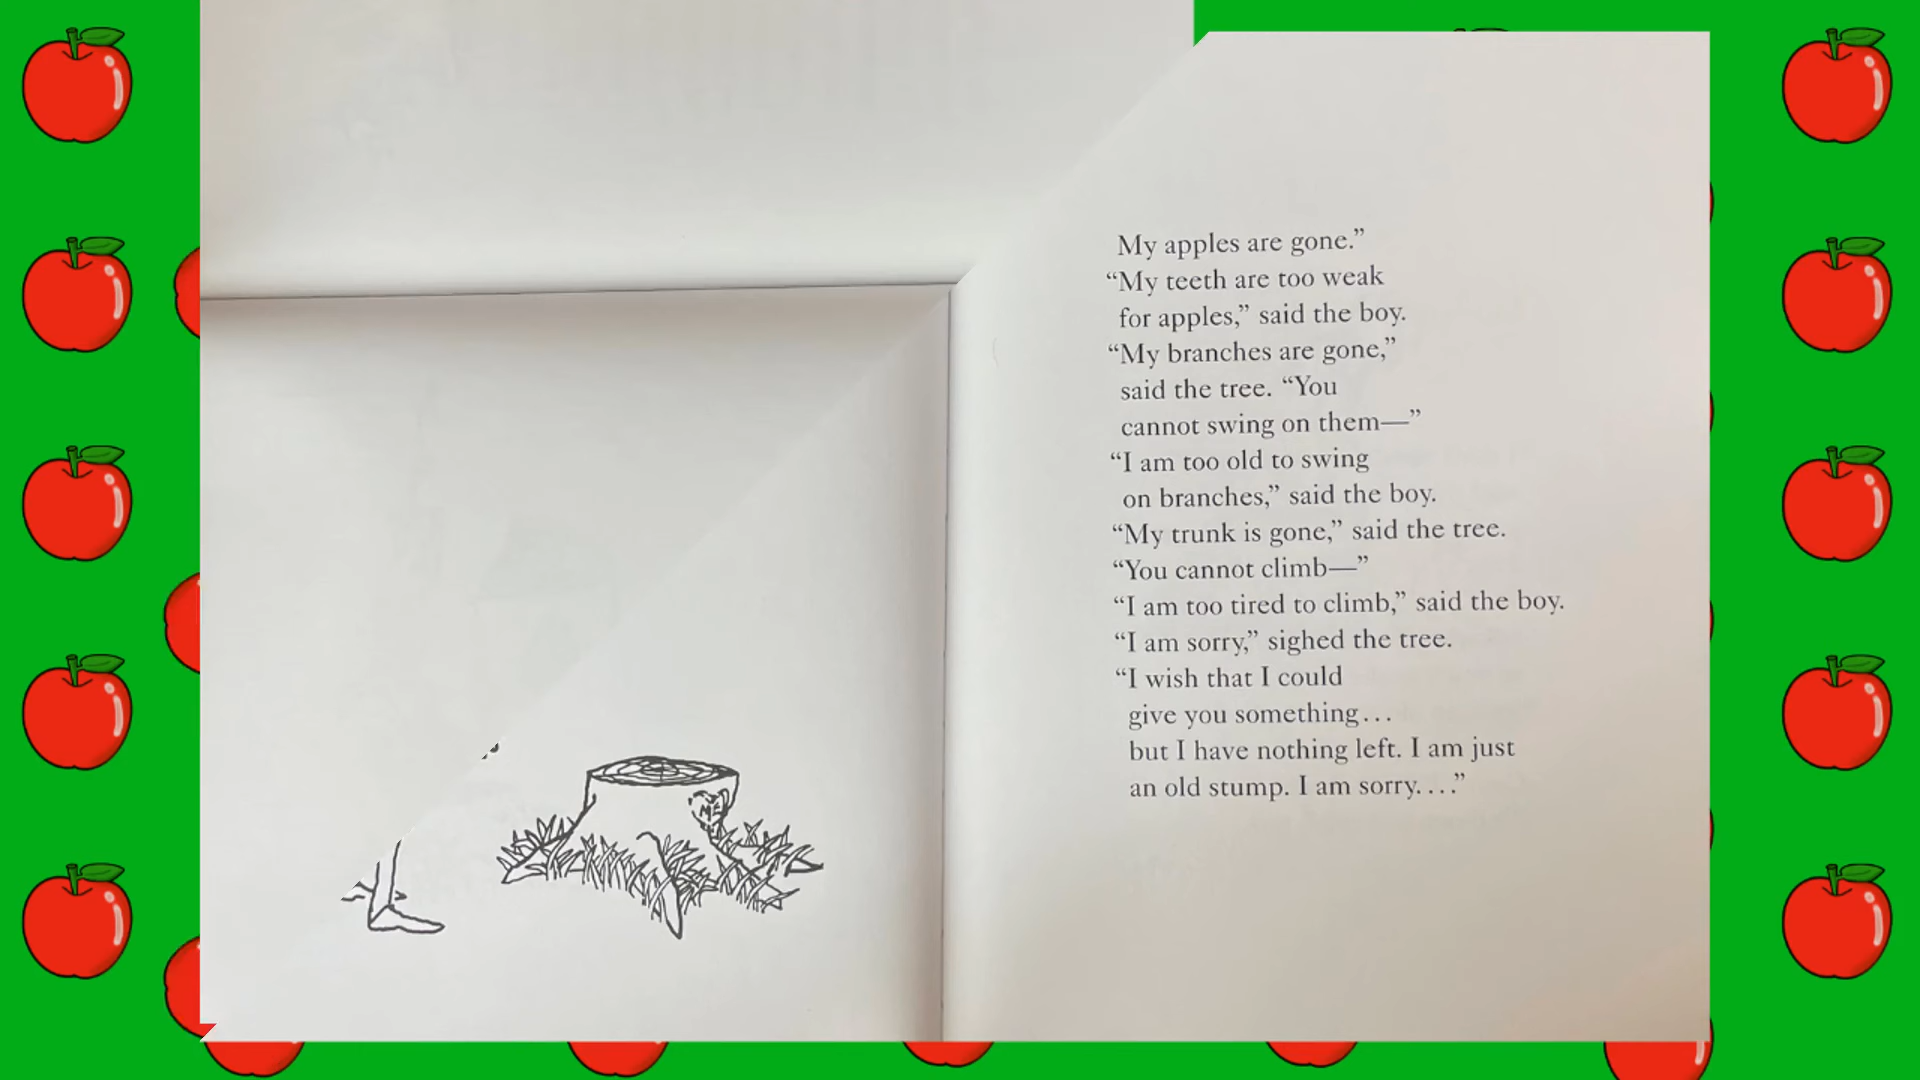 My apples are gone.”
“My teeth are too weak
for apples,” said the boy.
“My branches are gone,”
said the tree. “You
cannot swing on them—”
“I am too old to swing
on branches,” said the boy.
“My trunk is gone,” said the tree.
“You cannot climb—”
“I am too tired to climb,” said the boy.
“I am sorry,” sighed the tree.
“I wish that I could
give you something...
but I have nothing left. I am just
an old stump. I am sorry....”
ME